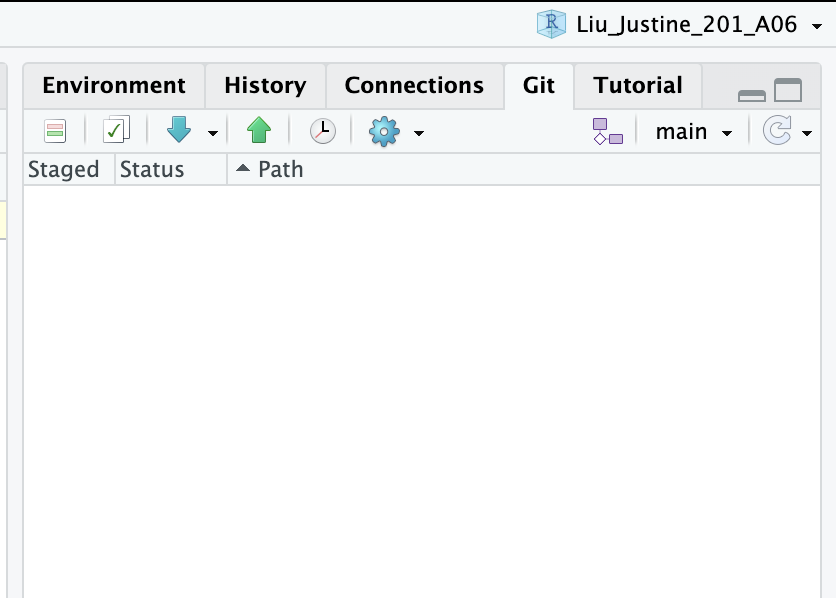 R Liu_Justine_201_A06
Environment History Connections Git Tutorial
main
Staged Status Path